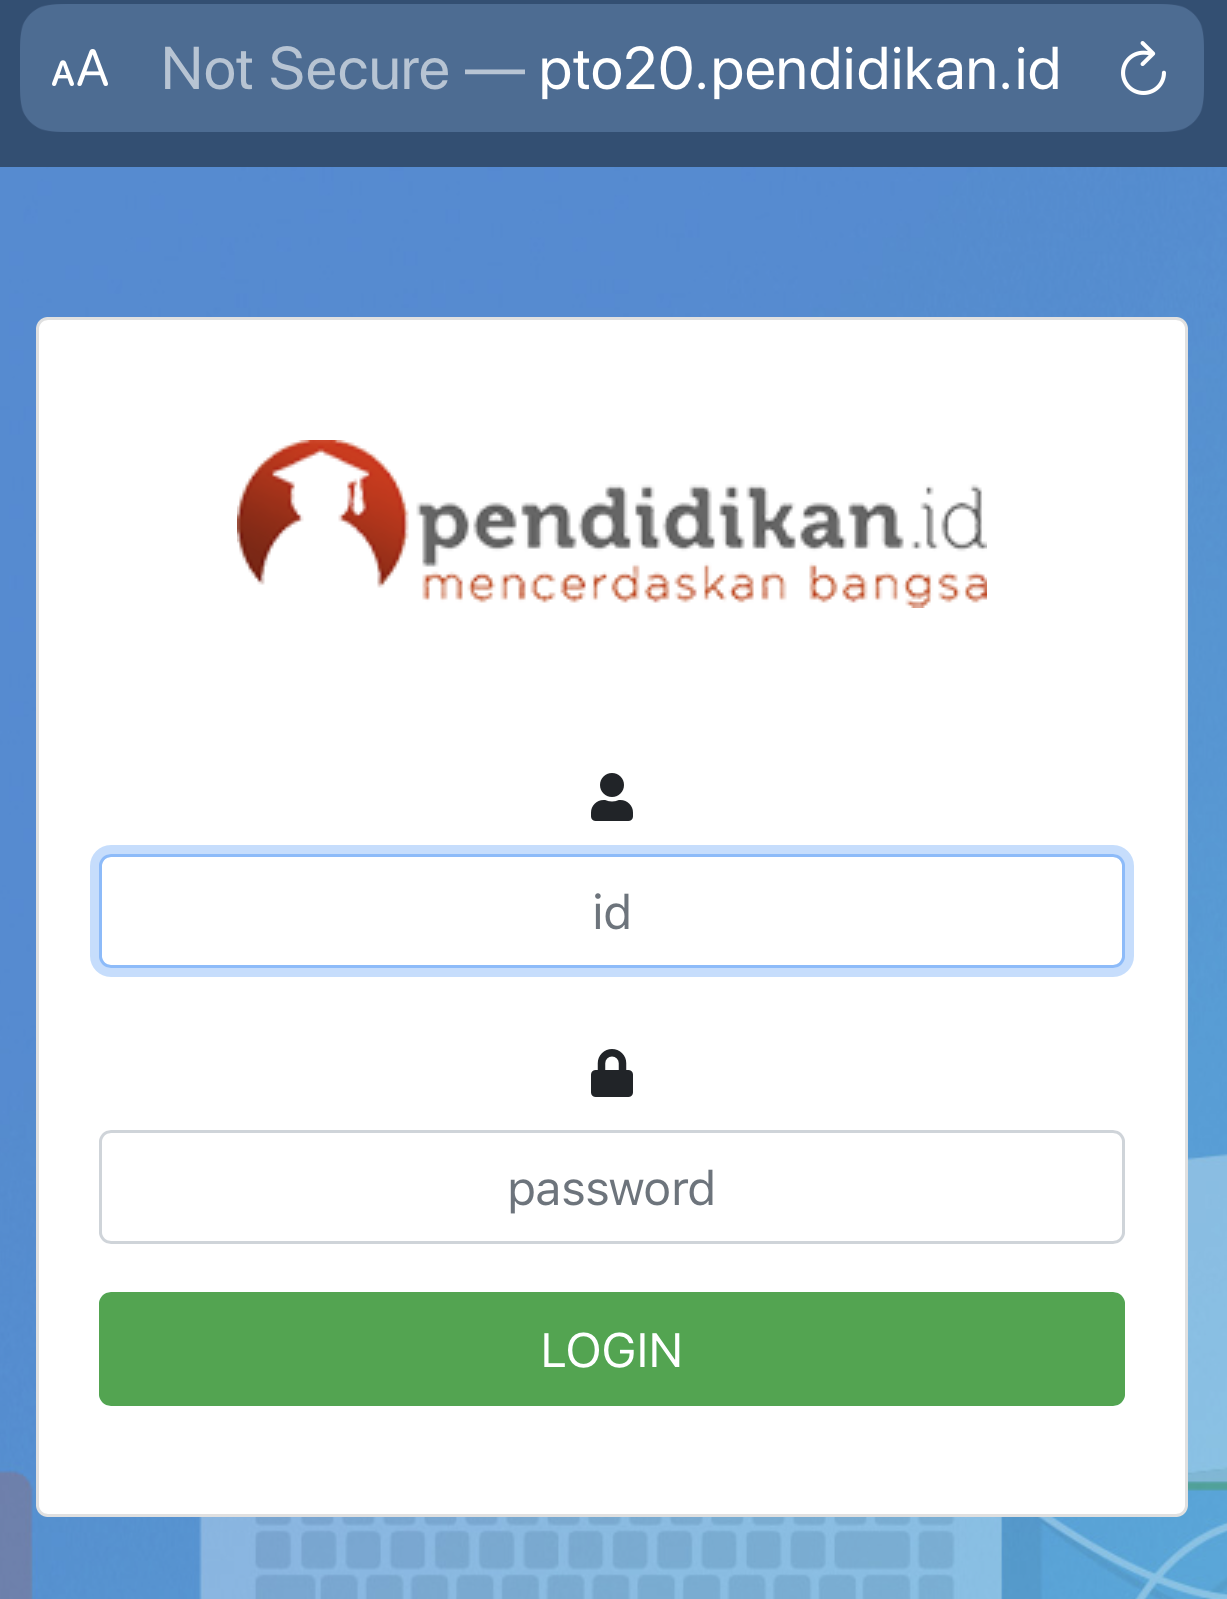 AA Not Secure — pto20.pendidikan.id
pendidikan.id
mencerdaskan bangsa
id
password
LOGIN